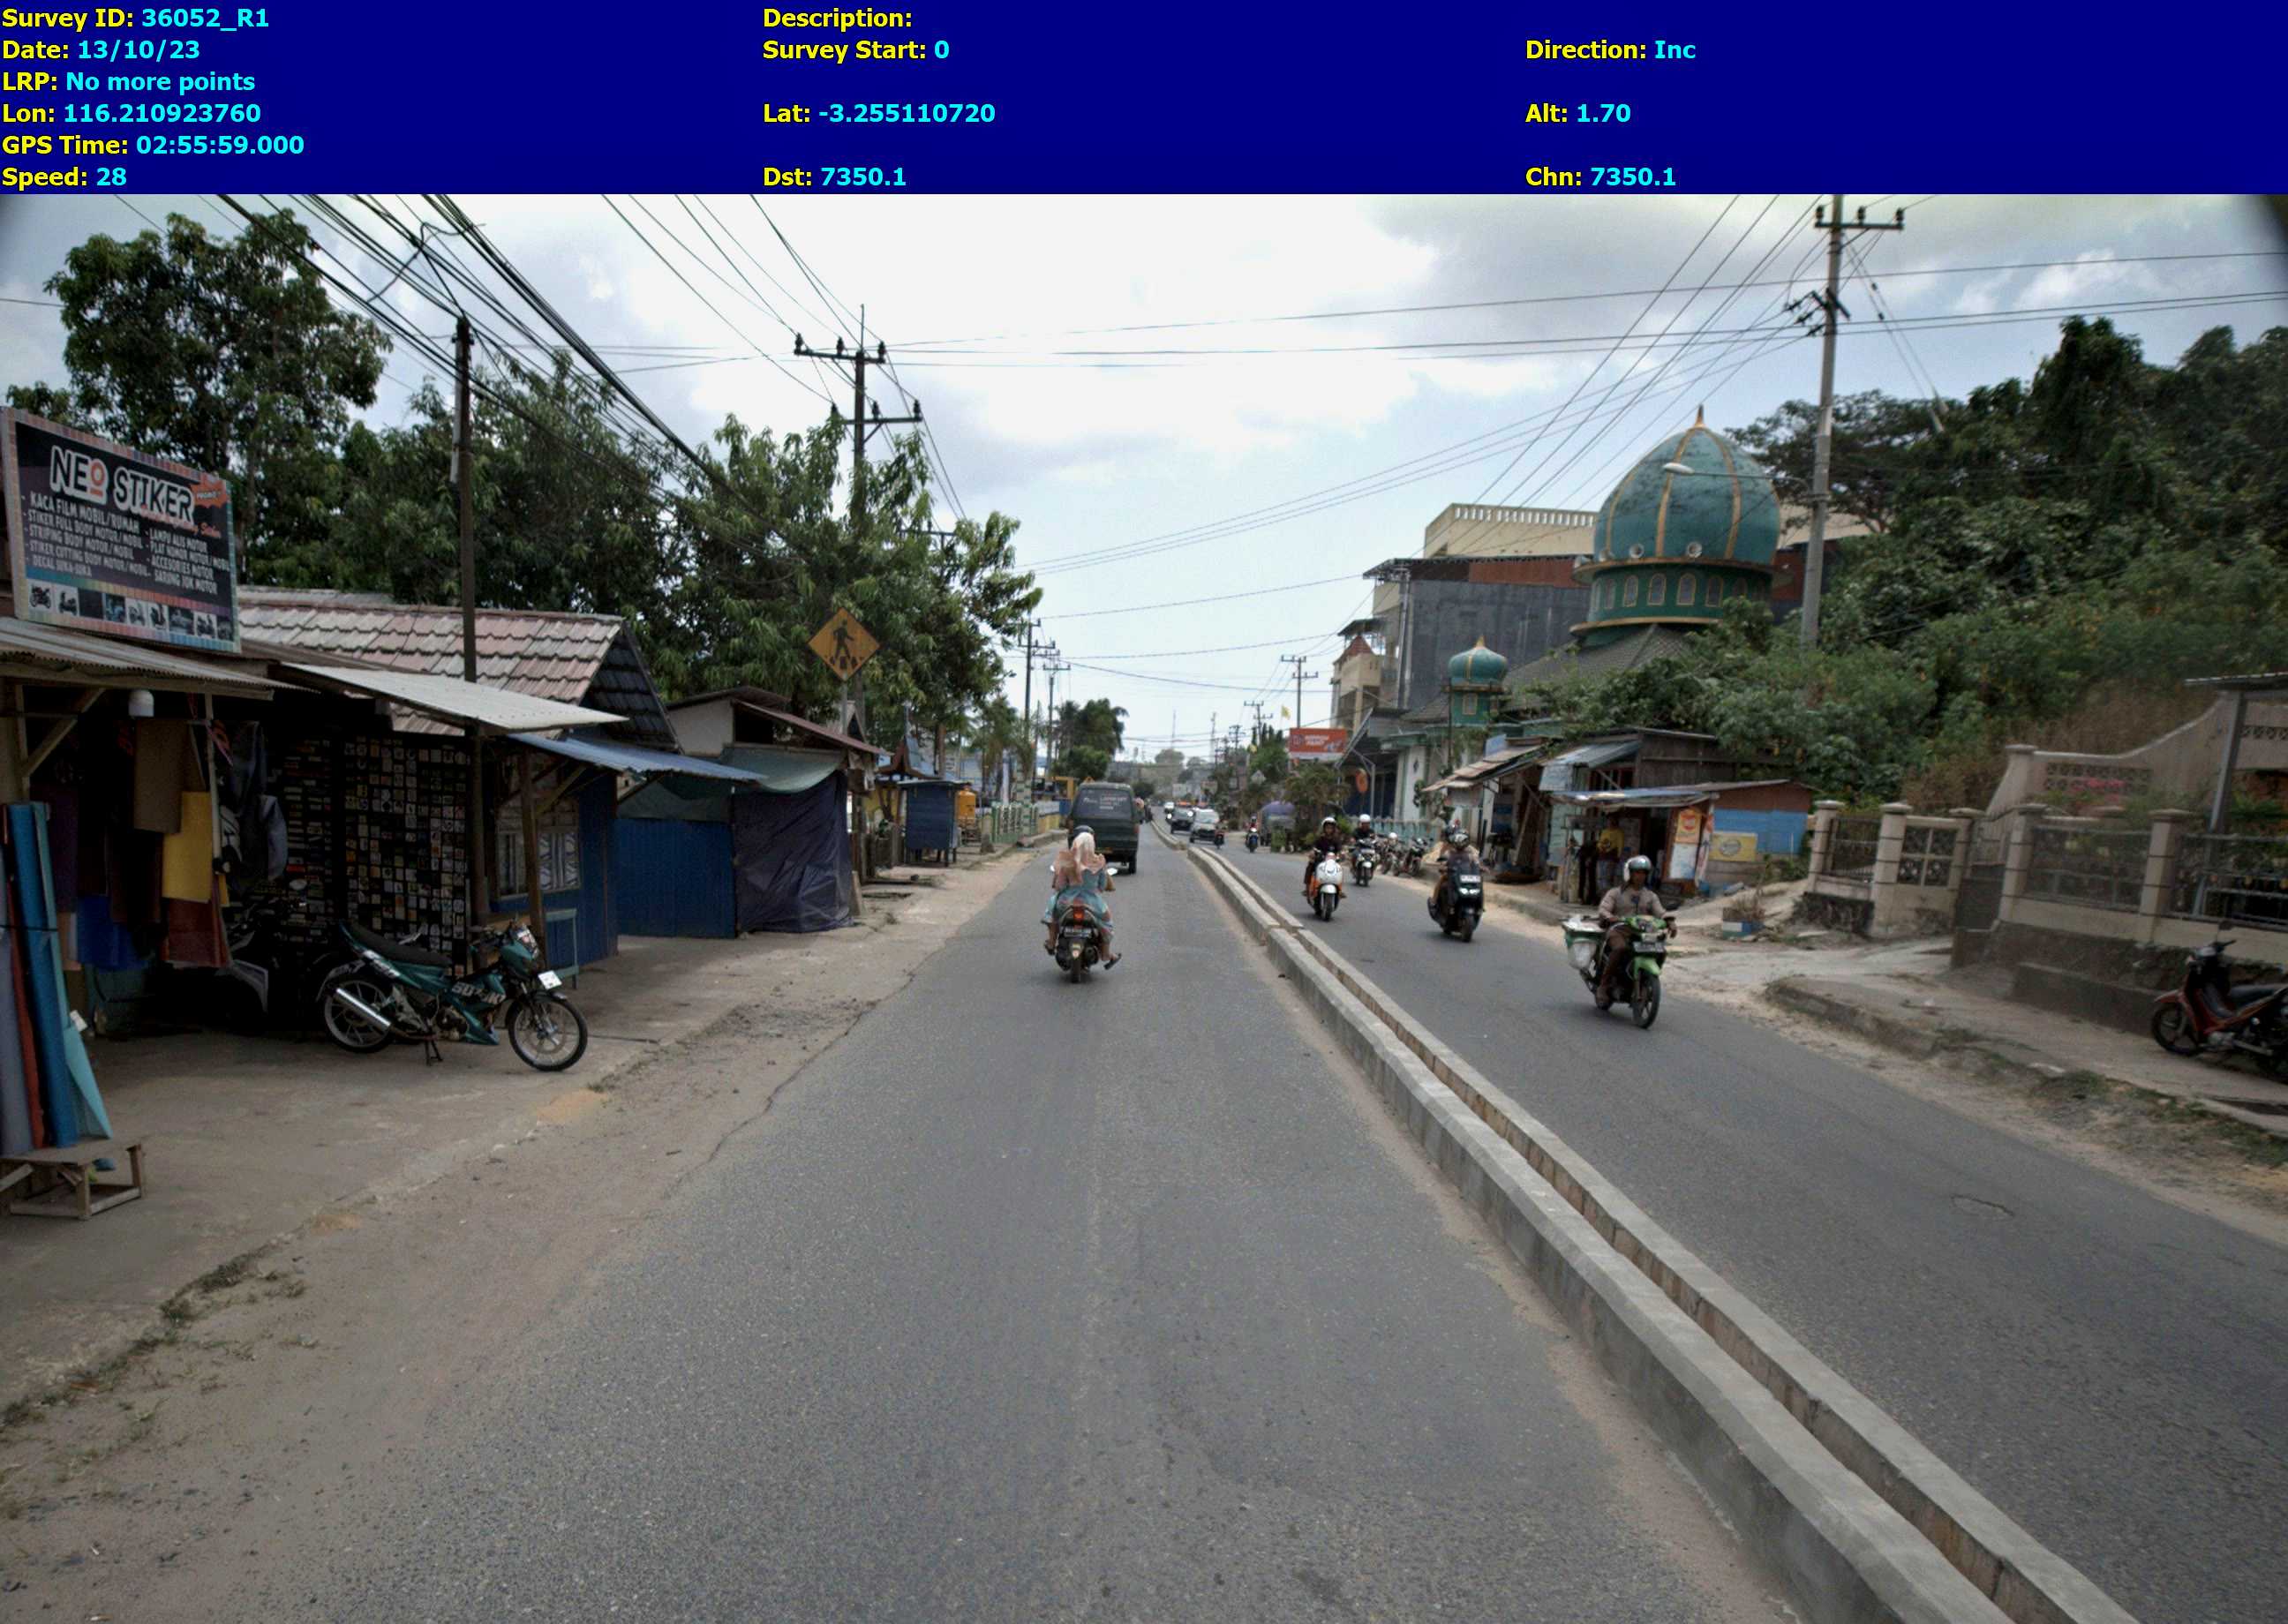 Survey ID: 36052_R1
Description:
Date: 13/10/23
Survey Start: 0
Direction: Inc
LRP: No more points
Lon: 116.210923760
Lat: -3.255110720
Alt: 1.70
GPS Time: 02:55:59.000
Speed: 28
Dst: 7350.1
Chn: 7350.1
NEO STIKER
- KACA FILM MOBIL/RUMAH
- STIKER FULL BODY MOTOR/MOBIL
- STRIPING BODY MOTOR/MOBIL
- STIKER CUTTING BODY MOTOR/MOBIL
- DECAL SUKA-SUKA
- LAMPU ALIS MOTOR
- PLAT NOMOR MOTOR/MOBIL
- ACCESORIES MOTOR
- SARUNG JOK MOTOR